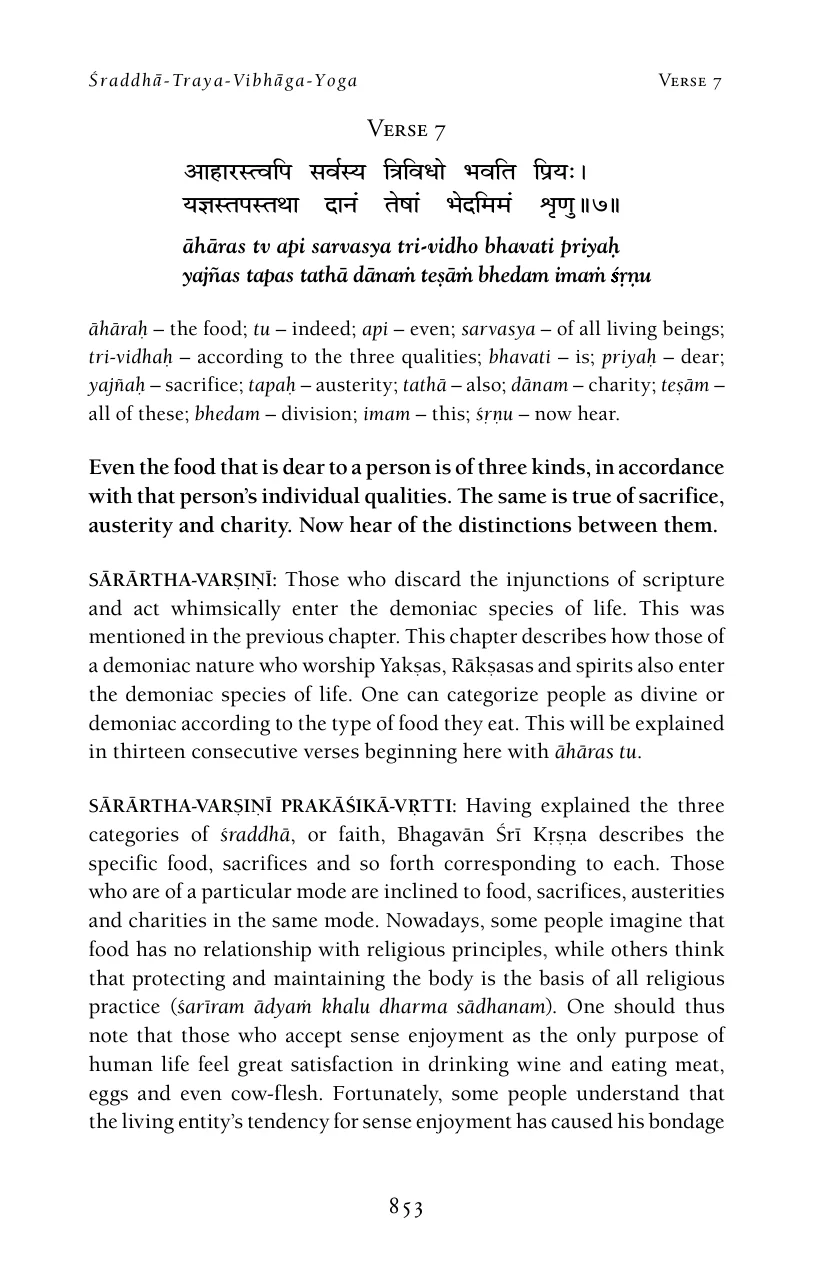 Śraddhā-Traya-Vibhāga-Yoga Verse 7
Verse 7
आहारस्त्वपि सर्वस्य त्रिविधो भवति प्रियः।
यज्ञस्तपस्तथा दानं तेषां भेदमिमं शृणु॥७॥
āhāras tv api sarvasya tri-vidho bhavati priyaḥ
yajñas tapas tathā dānaṁ teṣāṁ bhedam imaṁ śṛṇu
āhāraḥ – the food; tu – indeed; api – even; sarvasya – of all living beings;
tri-vidhaḥ – according to the three qualities; bhavati – is; priyaḥ – dear;
yajñaḥ – sacrifice; tapaḥ – austerity; tathā – also; dānam – charity; teṣām –
all of these; bhedam – division; imam – this; śṛṇu – now hear.
Even the food that is dear to a person is of three kinds, in accordance
with that person's individual qualities. The same is true of sacrifice,
austerity and charity. Now hear of the distinctions between them.
SĀRĀRTHA-VARṢIṆĪ: Those who discard the injunctions of scripture
and act whimsically enter the demoniac species of life. This was
mentioned in the previous chapter. This chapter describes how those of
a demoniac nature who worship Yakṣas, Rākṣasas and spirits also enter
the demoniac species of life. One can categorize people as divine or
demoniac according to the type of food they eat. This will be explained
in thirteen consecutive verses beginning here with āhāras tu.
SĀRĀRTHA-VARṢIṆĪ PRAKĀŚIKĀ-VṚTTI: Having explained the three
categories of śraddhā, or faith, Bhagavān Śrī Kṛṣṇa describes the
specific food, sacrifices and so forth corresponding to each. Those
who are of a particular mode are inclined to food, sacrifices, austerities
and charities in the same mode. Nowadays, some people imagine that
food has no relationship with religious principles, while others think
that protecting and maintaining the body is the basis of all religious
practice (śarīram ādyaṁ khalu dharma sādhanam). One should thus
note that those who accept sense enjoyment as the only purpose of
human life feel great satisfaction in drinking wine and eating meat,
eggs and even cow-flesh. Fortunately, some people understand that
the living entity's tendency for sense enjoyment has caused his bondage
853